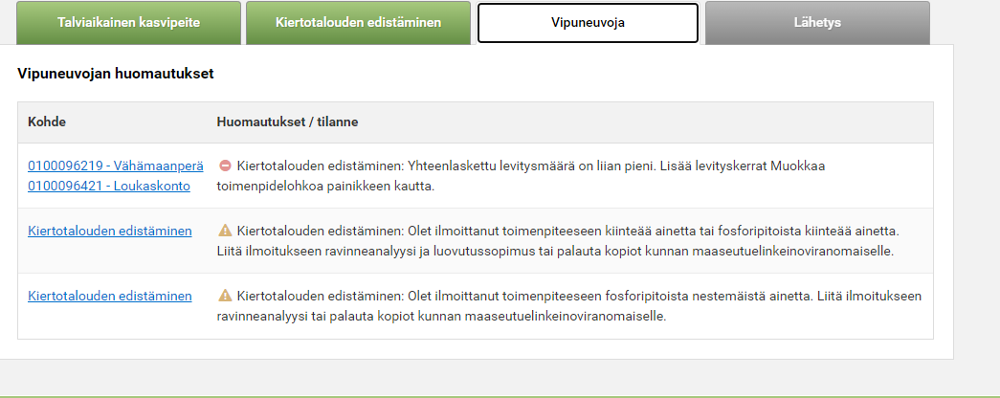 Talviaikainen kasvipeite
Kiertotalouden edistäminen
Vipuneuvoja
Lähetys
Vipuneuvojan huomautukset
Kohde
Huomautukset / tilanne
0100096219 - Vähämaanperä
0100096421 - Loukaskonto
Kiertotalouden edistäminen: Yhteenlaskettu levitysmäärä on liian pieni. Lisää levityskerrat Muokkaa
toimenpidelohkoa painikkeen kautta.
Kiertotalouden edistäminen
Kiertotalouden edistäminen: Olet ilmoittanut toimenpiteeseen kiinteää ainetta tai fosforipitoista kiinteää ainetta.
Liitä ilmoitukseen ravinneanalyysi ja luovutussopimus tai palauta kopiot kunnan maaseutuelinkeinoviranomaiselle.
Kiertotalouden edistäminen
Kiertotalouden edistäminen: Olet ilmoittanut toimenpiteeseen fosforipitoista nestemäistä ainetta. Liitä ilmoitukseen
ravinneanalyysi tai palauta kopiot kunnan maaseutuelinkeinoviranomaiselle.